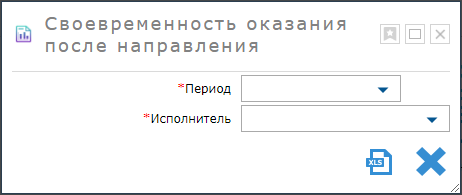 Своевременность оказания
после направления
*Период
*Исполнитель
XLS